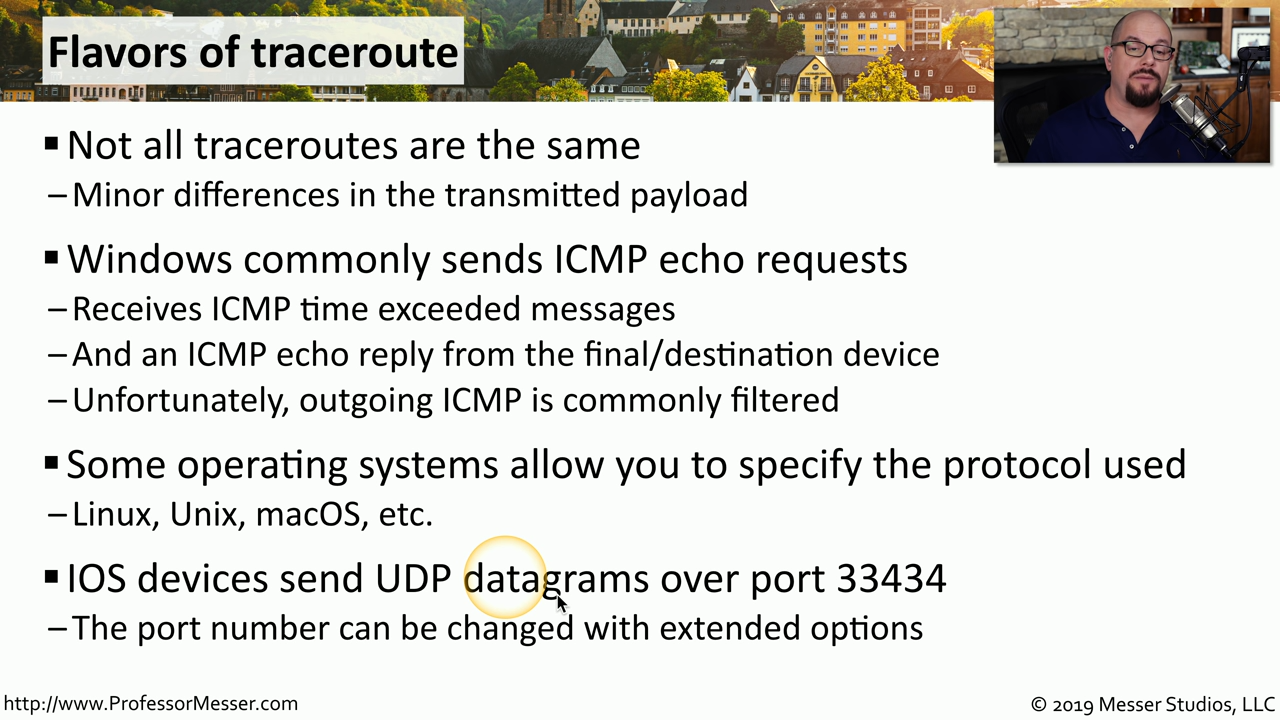 Flavors of traceroute
▪ Not all traceroutes are the same
– Minor differences in the transmitted payload
▪ Windows commonly sends ICMP echo requests
– Receives ICMP time exceeded messages
– And an ICMP echo reply from the final/destination device
– Unfortunately, outgoing ICMP is commonly filtered
▪ Some operating systems allow you to specify the protocol used
– Linux, Unix, macOS, etc.
▪ IOS devices send UDP datagrams over port 33434
– The port number can be changed with extended options
http://www.ProfessorMesser.com
© 2019 Messer Studios, LLC